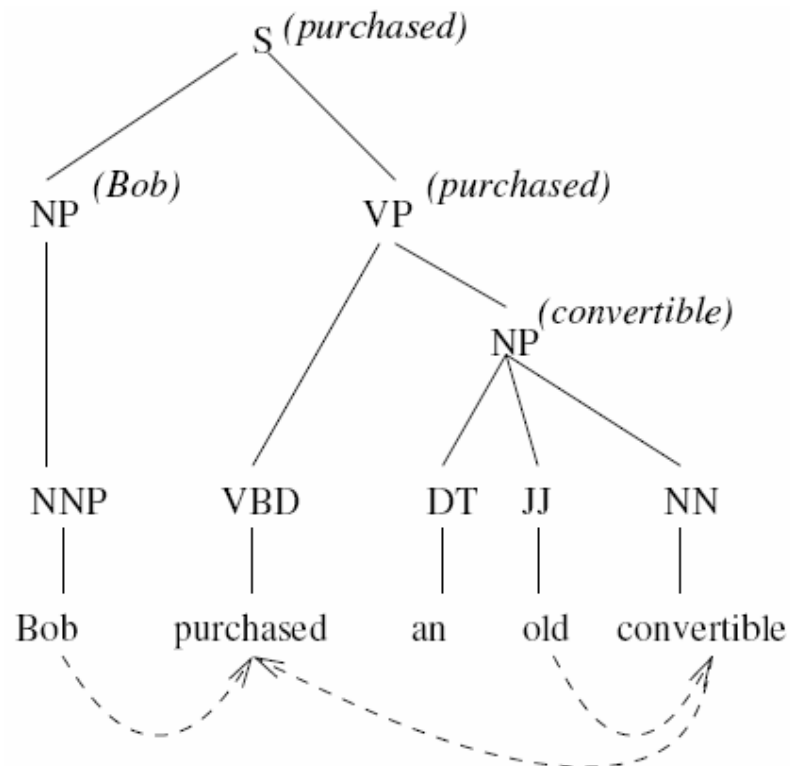 S (purchased)
NP (Bob) VP (purchased)
NP (convertible)
NNP VBD DT JJ NN
Bob purchased an old convertible